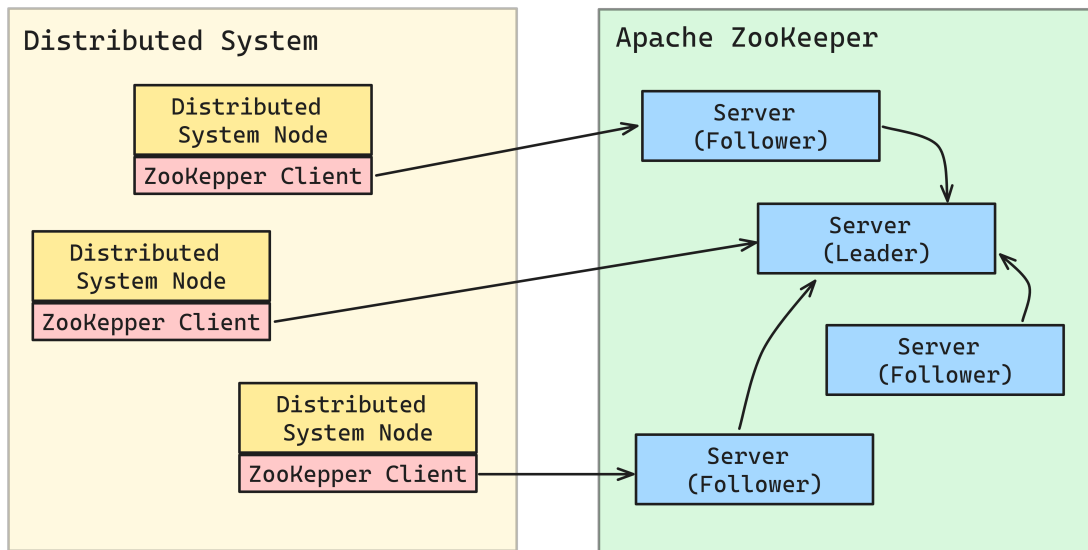 Distributed System
Distributed
System Node
ZooKepper Client
Distributed
System Node
ZooKepper Client
Distributed
System Node
ZooKepper Client
Apache ZooKeeper
Server
(Follower)
Server
(Leader)
Server
(Follower)
Server
(Follower)